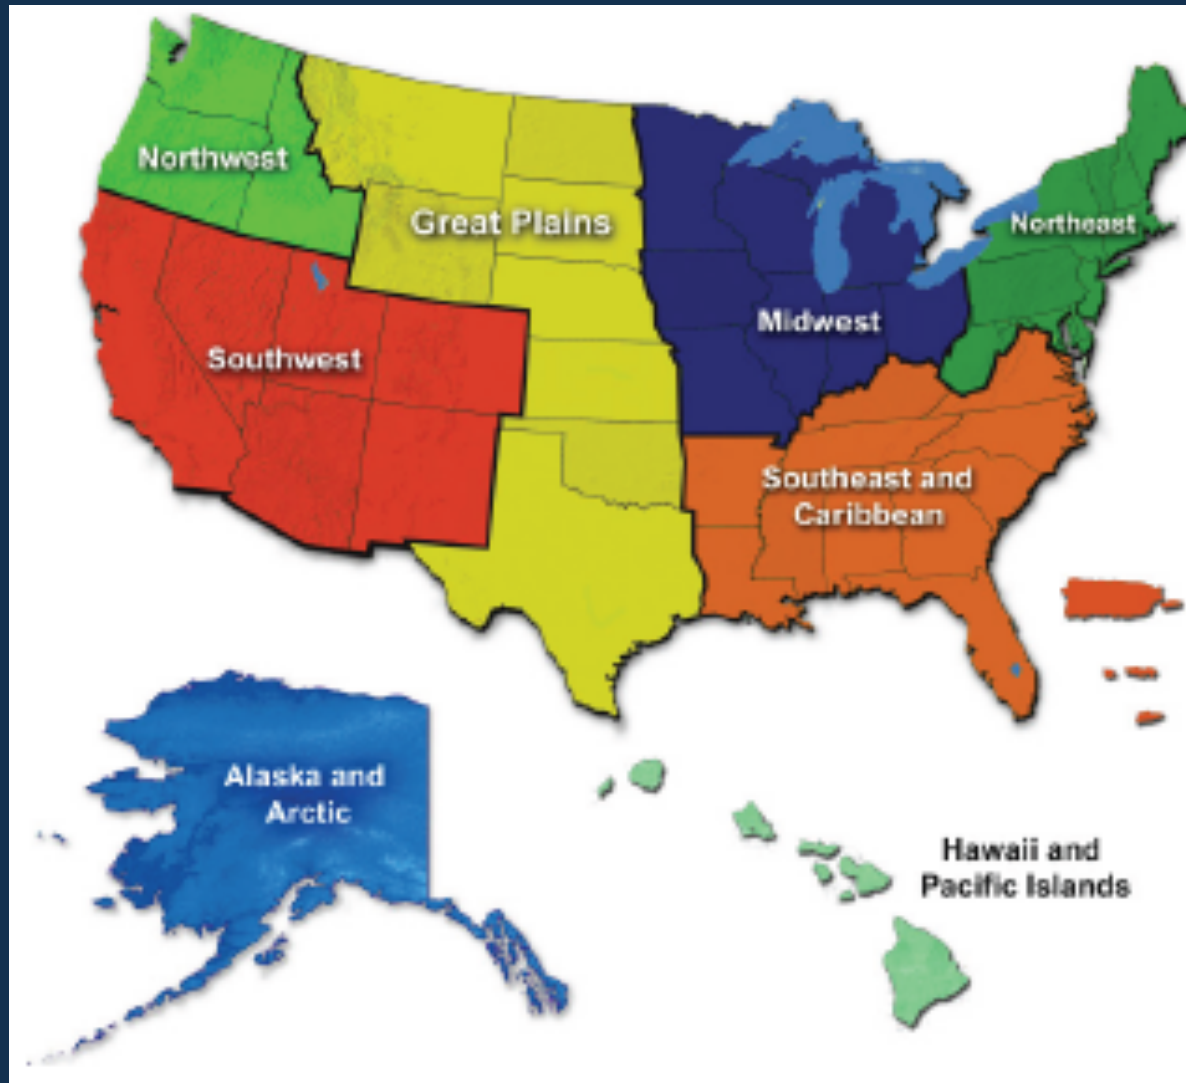 Northwest
Great Plains
Northeast
Midwest
Southwest
Southeast and
Caribbean
Alaska and
Arctic
Hawaii and
Pacific Islands